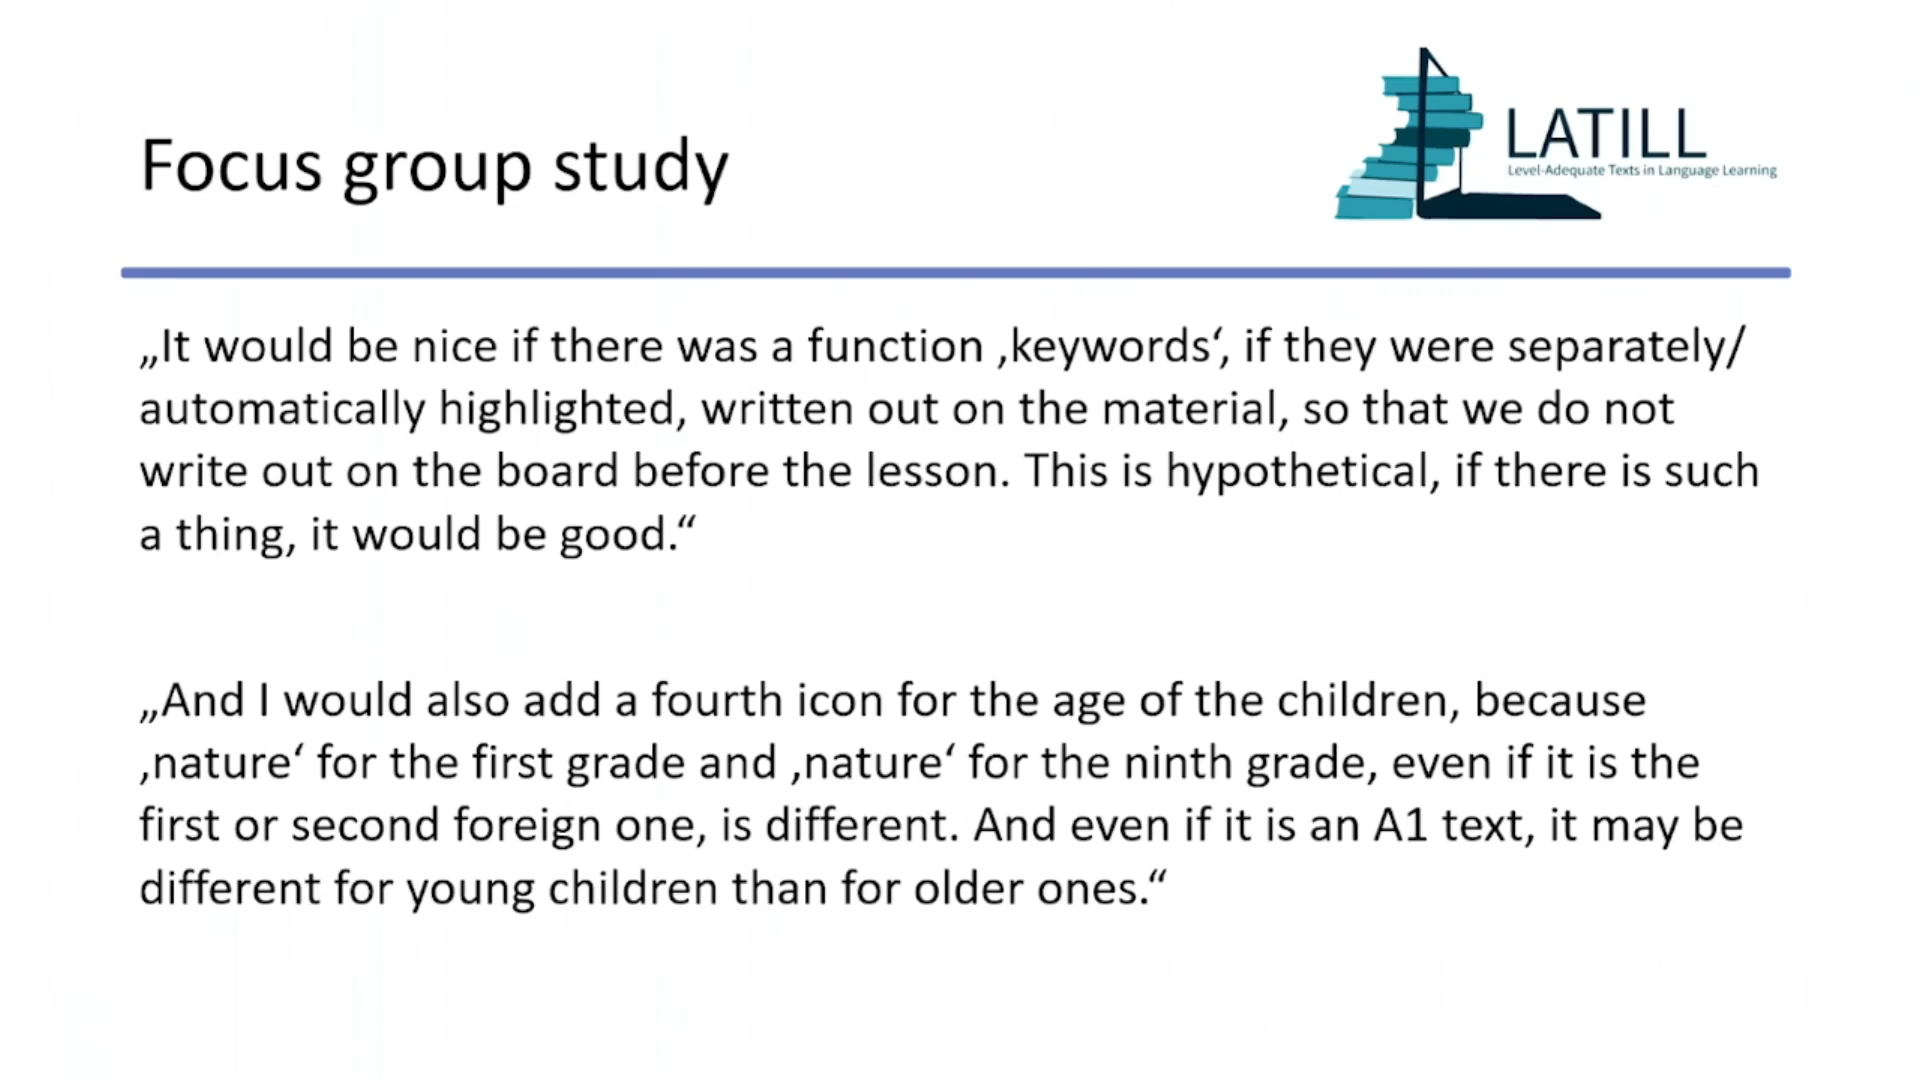 Focus group study
LATILL
Level-Adequate Texts in Language Learning
„It would be nice if there was a function ‚keywords‘, if they were separately/
automatically highlighted, written out on the material, so that we do not
write out on the board before the lesson. This is hypothetical, if there is such
a thing, it would be good.“
„And I would also add a fourth icon for the age of the children, because
‚nature‘ for the first grade and ‚nature‘ for the ninth grade, even if it is the
first or second foreign one, is different. And even if it is an A1 text, it may be
different for young children than for older ones.“